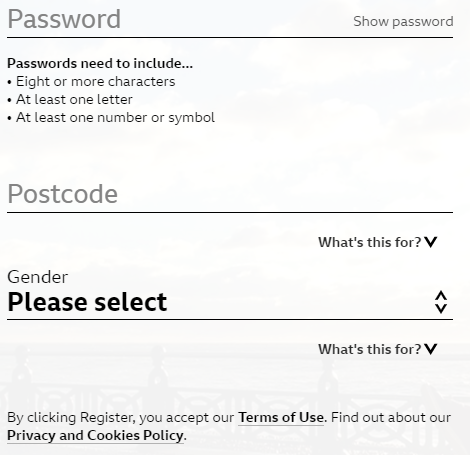 Password
Show password
Passwords need to include...
• Eight or more characters
• At least one letter
• At least one number or symbol
Postcode
What's this for?
Gender
Please select
What's this for?
By clicking Register, you accept our Terms of Use. Find out about our
Privacy and Cookies Policy.